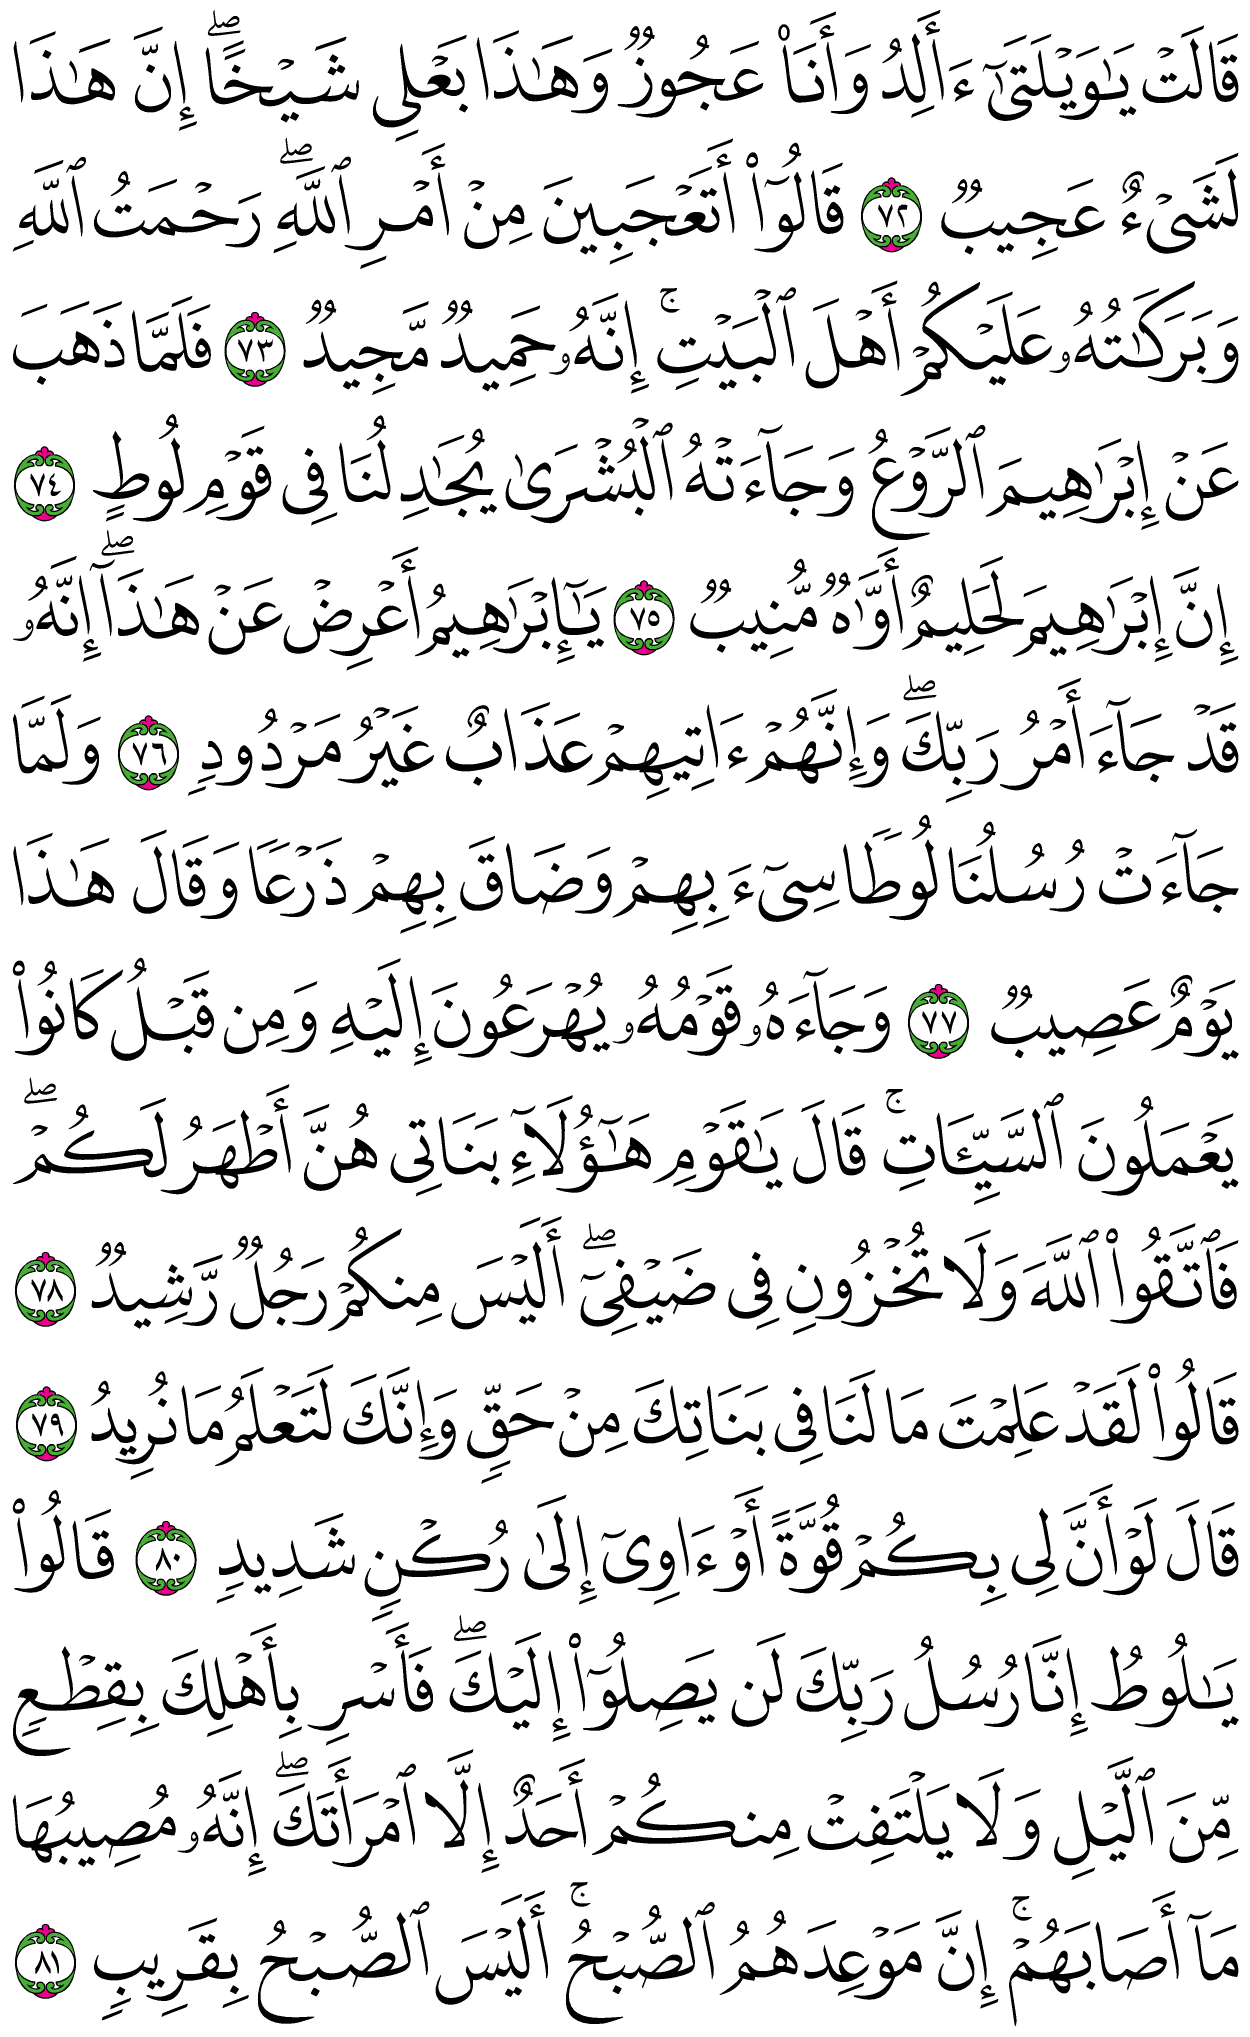 قَالَتۡ يَٰوَيۡلَتَىٰٓ ءَأَلِدُ وَأَنَا۠ عَجُوزٞ وَهَٰذَا بَعۡلِي شَيۡخًاۖ إِنَّ هَٰذَا
لَشَيۡءٌ عَجِيبٞ ٧٢ قَالُوٓاْ أَتَعۡجَبِينَ مِنۡ أَمۡرِ ٱللَّهِۖ رَحۡمَتُ ٱللَّهِ
وَبَرَكَٰتُهُۥ عَلَيۡكُمۡ أَهۡلَ ٱلۡبَيۡتِۚ إِنَّهُۥ حَمِيدٞ مَّجِيدٞ ٧٣ فَلَمَّا ذَهَبَ
عَنۡ إِبۡرَٰهِيمَ ٱلرَّوۡعُ وَجَآءَتۡهُ ٱلۡبُشۡرَىٰ يُجَٰدِلُنَا فِي قَوۡمِ لُوطٍ ٧٤
إِنَّ إِبۡرَٰهِيمَ لَحَلِيمٌ أَوَّٰهٞ مُّنِيبٞ ٧٥ يَٰٓإِبۡرَٰهِيمُ أَعۡرِضۡ عَنۡ هَٰذَآۖ إِنَّهُۥ
قَدۡ جَآءَ أَمۡرُ رَبِّكَۖ وَإِنَّهُمۡ ءَاتِيهِمۡ عَذَابٌ غَيۡرُ مَرۡدُودٖ ٧٦ وَلَمَّا
جَآءَتۡ رُسُلُنَا لُوطٗا سِيٓءَ بِهِمۡ وَضَاقَ بِهِمۡ ذَرۡعٗا وَقَالَ هَٰذَا
يَوۡمٌ عَصِيبٞ ٧٧ وَجَآءَهُۥ قَوۡمُهُۥ يُهۡرَعُونَ إِلَيۡهِ وَمِن قَبۡلُ كَانُواْ
يَعۡمَلُونَ ٱلسَّيِّـَٔاتِۚ قَالَ يَٰقَوۡمِ هَٰٓؤُلَآءِ بَنَاتِي هُنَّ أَطۡهَرُ لَكُمۡۖ
فَٱتَّقُواْ ٱللَّهَ وَلَا تُخۡزُونِ فِي ضَيۡفِيٓۖ أَلَيۡسَ مِنكُمۡ رَجُلٞ رَّشِيدٞ ٧٨
قَالُواْ لَقَدۡ عَلِمۡتَ مَا لَنَا فِي بَنَاتِكَ مِنۡ حَقّٖ وَإِنَّكَ لَتَعۡلَمُ مَا نُرِيدُ ٧٩
قَالَ لَوۡ أَنَّ لِي بِكُمۡ قُوَّةً أَوۡ ءَاوِيٓ إِلَىٰ رُكۡنٖ شَدِيدٖ ٨٠ قَالُواْ
يَٰلُوطُ إِنَّا رُسُلُ رَبِّكَ لَن يَصِلُوٓاْ إِلَيۡكَۖ فَأَسۡرِ بِأَهۡلِكَ بِقِطۡعٖ
مِّنَ ٱلَّيۡلِ وَلَا يَلۡتَفِتۡ مِنكُمۡ أَحَدٌ إِلَّا ٱمۡرَأَتَكَۖ إِنَّهُۥ مُصِيبُهَا
مَآ أَصَابَهُمۡۚ إِنَّ مَوۡعِدَهُمُ ٱلصُّبۡحُۚ أَلَيۡسَ ٱلصُّبۡحُ بِقَرِيبٖ ٨١